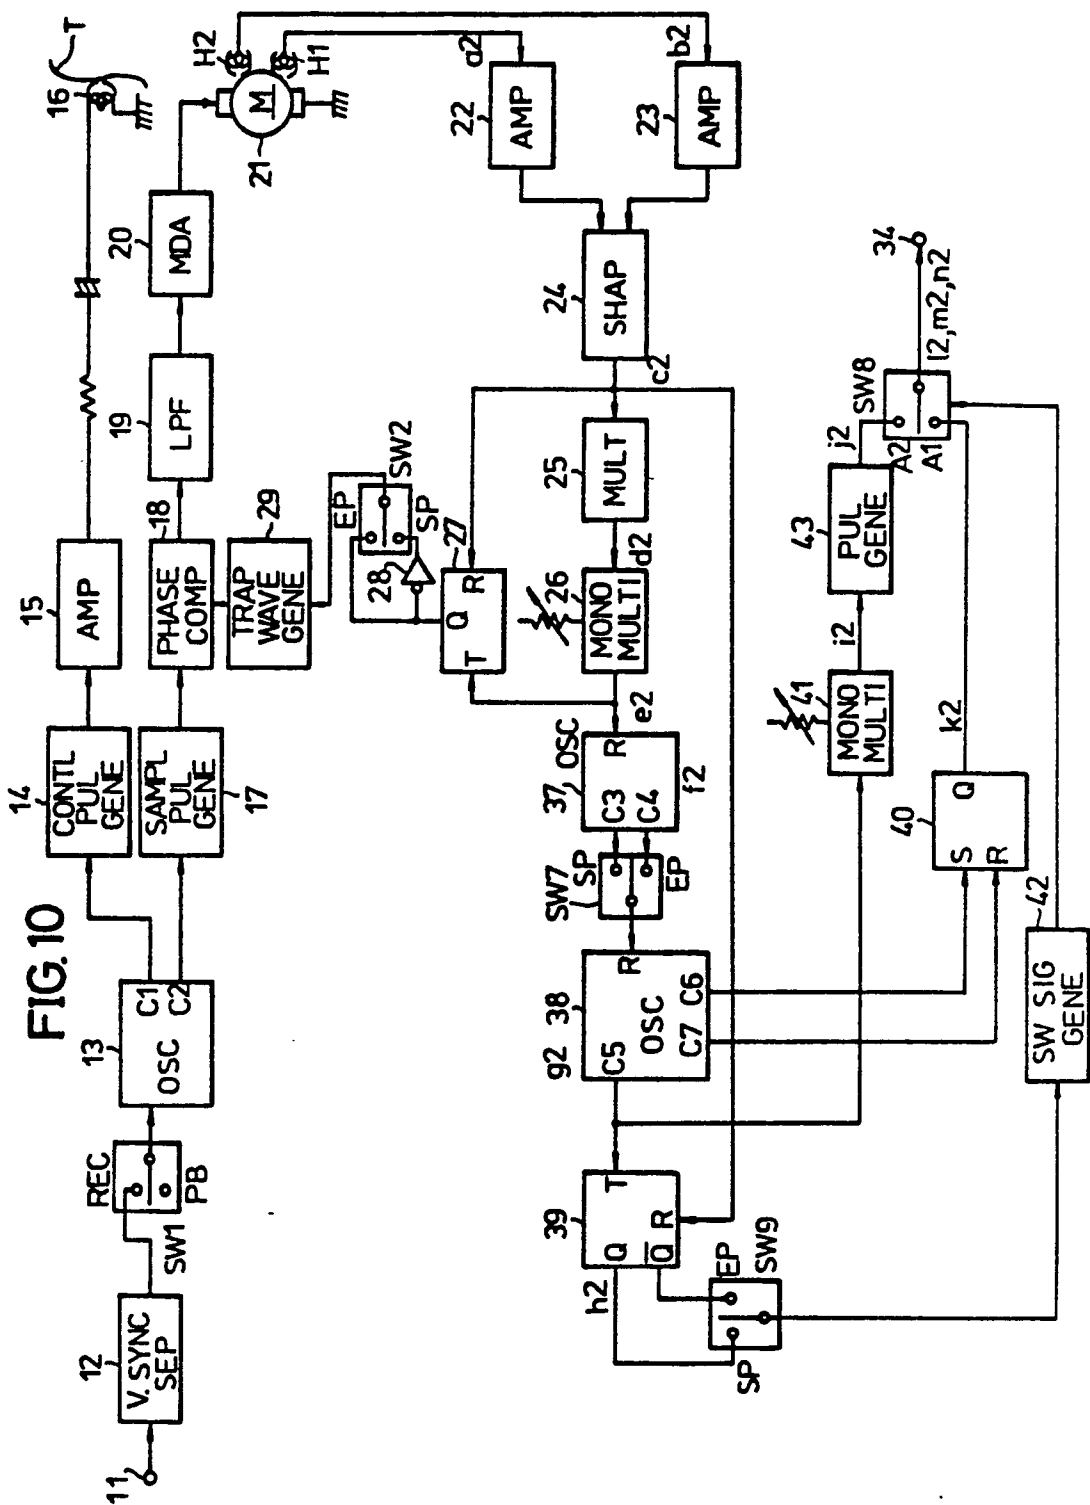 FIG. 10
11
12
V. SYNC
SEP
SW1
REC
PB
13
OSC
C1
C2
14
CONTL
PUL
GENE
15
AMP
16
T
SAMPL
PUL
GENE
17
PHASE
COMP
18
19
LPF
20
MDA
M
21
H2
H1
TRAP
WAVE
GENE
29
EP
SP
SW2
28
27
T
Q
R
a2
b2
22
AMP
23
AMP
24
SHAP
c2
25
MULT
d2
26
MONO
MULTI
e2
37
OSC
R
C3
C4
f2
SW7
SP
EP
g2
38
R
OSC
C5
C6
C7
39
T
Q
Q
R
h2
SP
EP
SW9
40
S
R
Q
k2
41
MONO
MULTI
i2
43
PUL
GENE
j2
SW8
A2
A1
34
l2,m2,n2
SW SIG
GENE
42